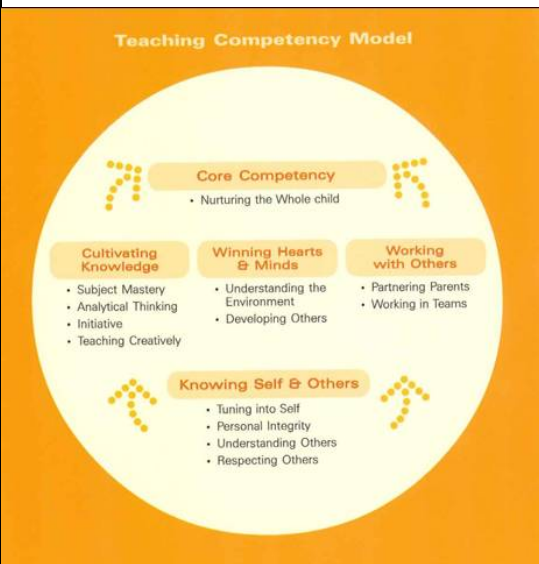 Teaching Competency Model
Core Competency
• Nurturing the Whole child
Cultivating
Knowledge
• Subject Mastery
• Analytical Thinking
• Initiative
• Teaching Creatively
Winning Hearts
& Minds
• Understanding the
Environment
• Developing Others
Working
with Others
• Partnering Parents
• Working in Teams
Knowing Self & Others
• Tuning into Self
• Personal Integrity
• Understanding Others
• Respecting Others